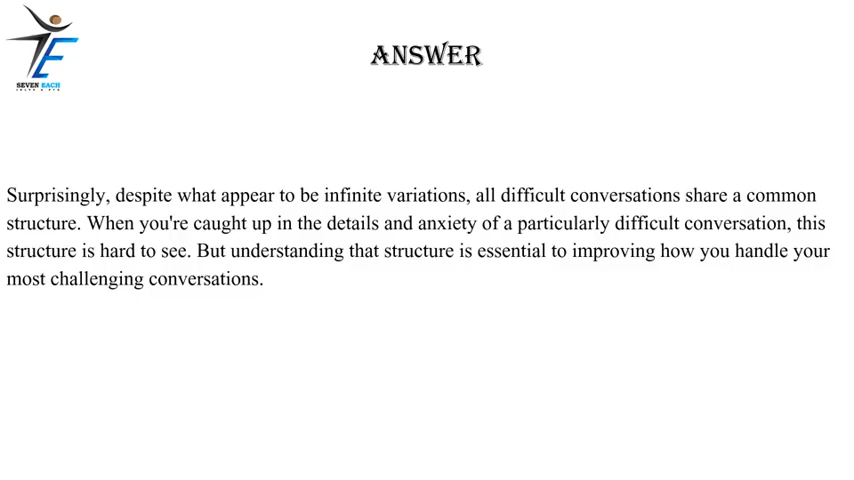 SEVEN EACH
ANSWER
Surprisingly, despite what appear to be infinite variations, all difficult conversations share a common
structure. When you're caught up in the details and anxiety of a particularly difficult conversation, this
structure is hard to see. But understanding that structure is essential to improving how you handle your
most challenging conversations.